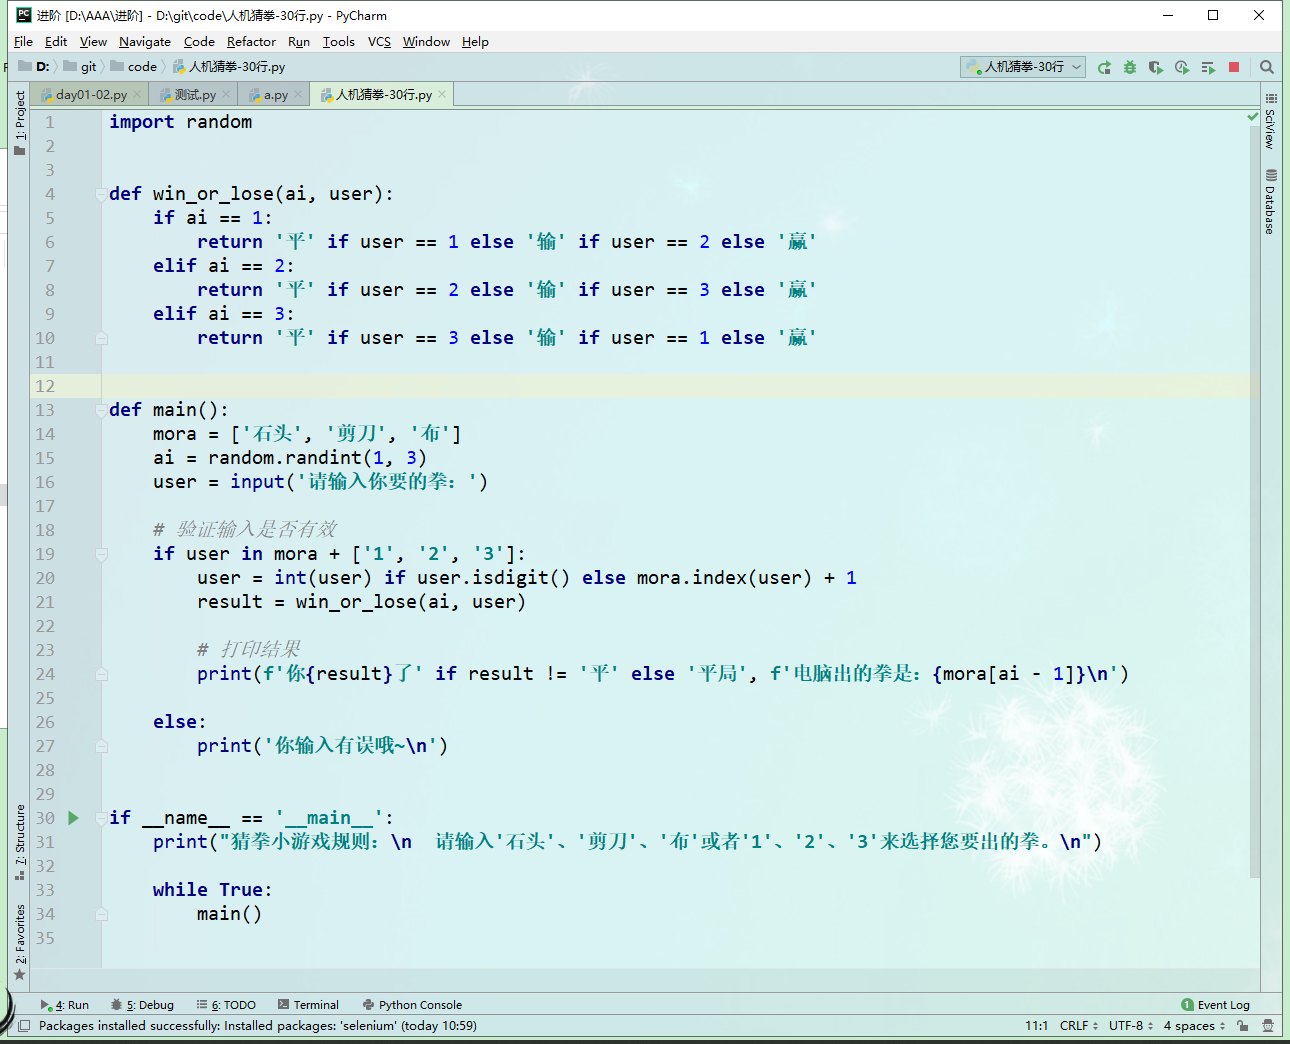 进阶 [D:\AAA\进阶] - D:\git\code\人机猜拳-30行.py - PyCharm
File Edit View Navigate Code Refactor Run Tools VCS Window Help
D: git code 人机猜拳-30行.py 人机猜拳-30行
day01-02.py 测试.py a.py 人机猜拳-30行.py
1: Project
SciView
Database
1 import random
2
3
4 def win_or_lose(ai, user):
5     if ai == 1:
6         return '平' if user == 1 else '输' if user == 2 else '赢'
7     elif ai == 2:
8         return '平' if user == 2 else '输' if user == 3 else '赢'
9     elif ai == 3:
10         return '平' if user == 3 else '输' if user == 1 else '赢'
11
12
13 def main():
14     mora = ['石头', '剪刀', '布']
15     ai = random.randint(1, 3)
16     user = input('请输入你要的拳：')
17
18     # 验证输入是否有效
19     if user in mora + ['1', '2', '3']:
20         user = int(user) if user.isdigit() else mora.index(user) + 1
21         result = win_or_lose(ai, user)
22
23         # 打印结果
24         print(f'你{result}了' if result != '平' else '平局', f'电脑出的拳是：{mora[ai - 1]}\n')
25
26     else:
27         print('你输入有误哦~\n')
28
29
30 if __name__ == '__main__':
31     print("猜拳小游戏规则：\n  请输入'石头'、'剪刀'、'布'或者'1'、'2'、'3'来选择您要出的拳。\n")
32
33     while True:
34         main()
35
7: Structure
2: Favorites
4: Run 5: Debug 6: TODO Terminal Python Console 1 Event Log
Packages installed successfully: Installed packages: 'selenium' (today 10:59) 11:1 CRLF UTF-8 4 spaces